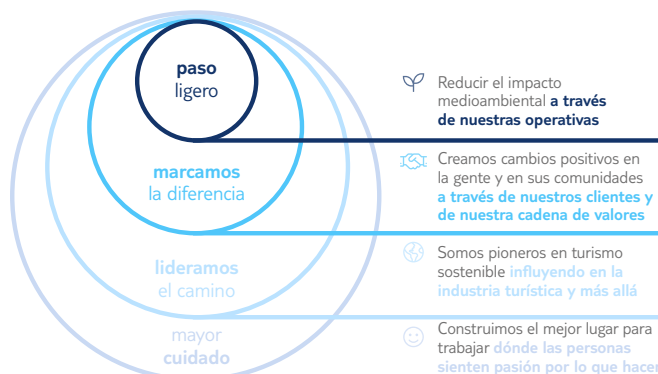 paso
ligero
Reducir el impacto
medioambiental a través
de nuestras operativas
marcamos
la diferencia
Creamos cambios positivos en
la gente y en sus comunidades
a través de nuestros clientes y
de nuestra cadena de valores
lideramos
el camino
Somos pioneros en turismo
sostenible influyendo en la
industria turística y más allá
mayor
cuidado
Construimos el mejor lugar para
trabajar dónde las personas
sienten pasión por lo que hacen